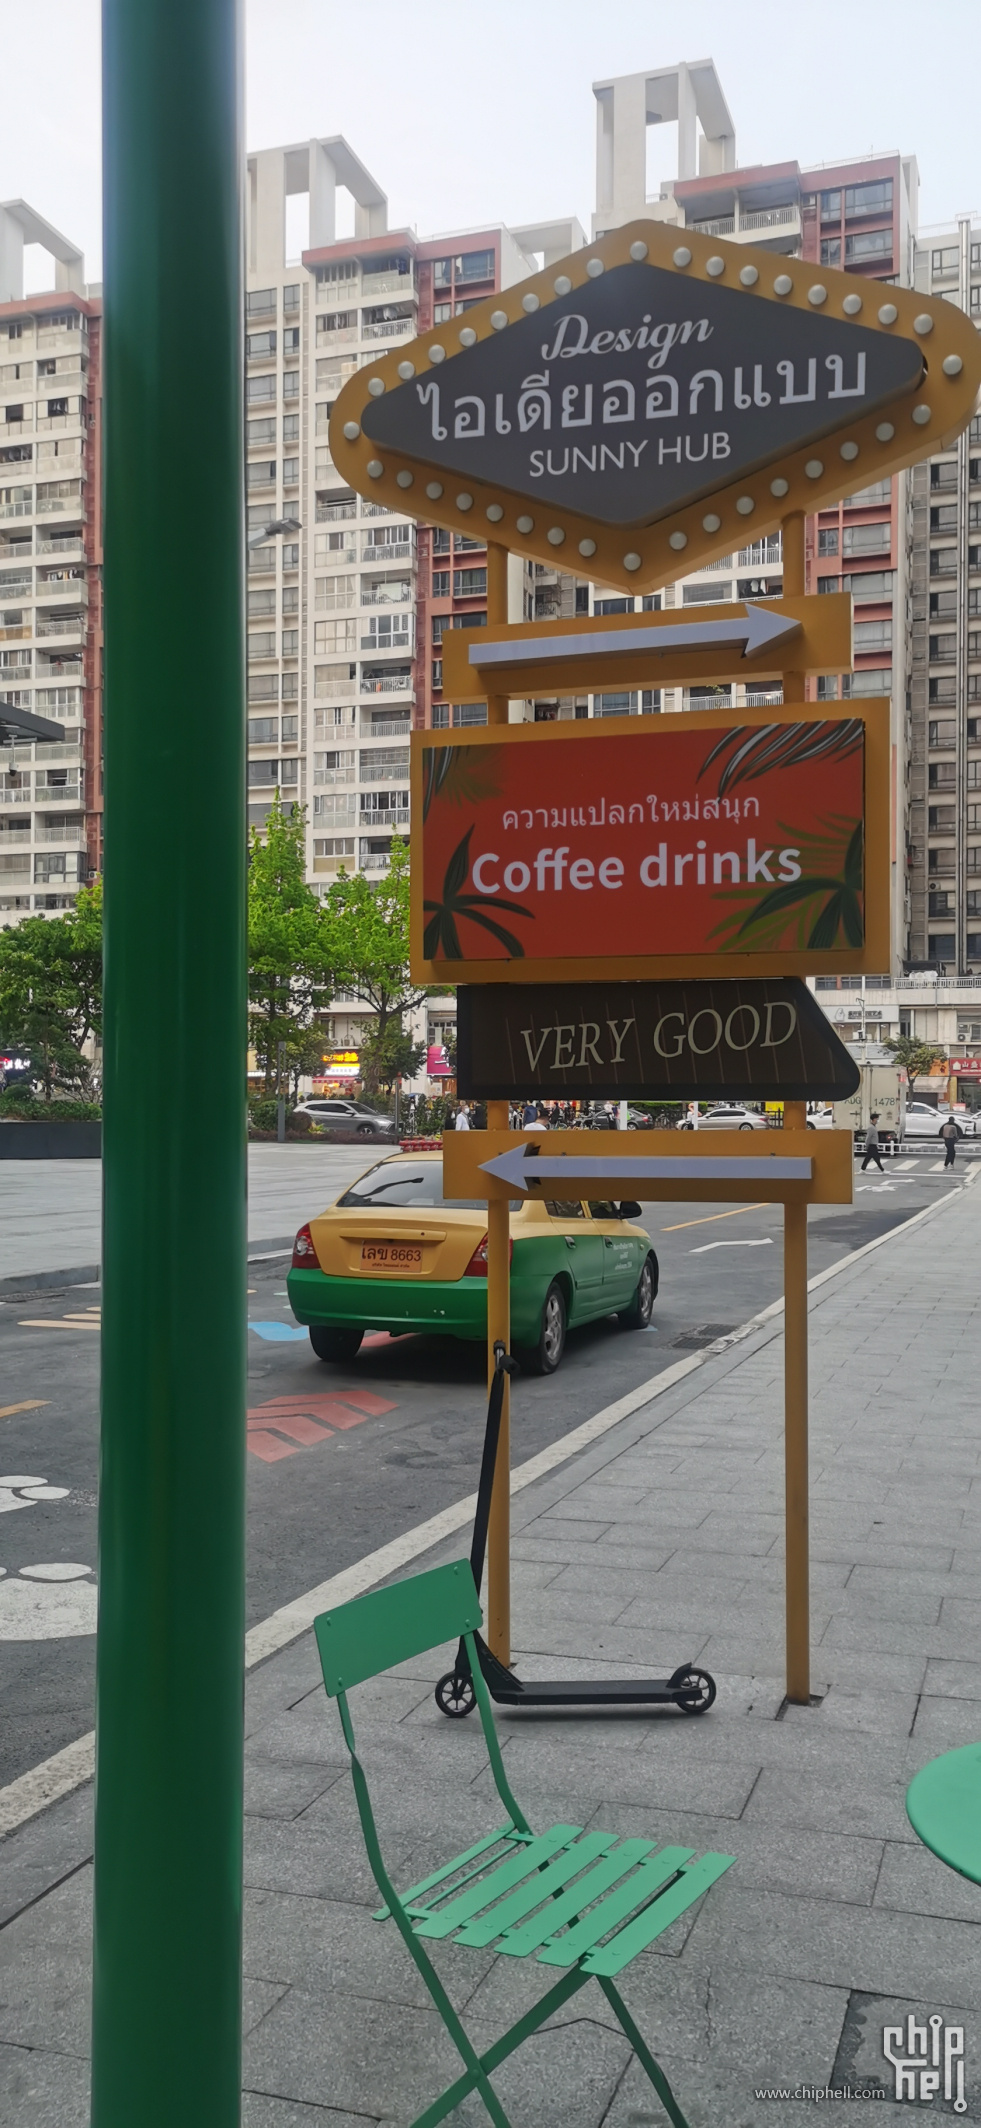 Design
ไอเดียออกแบบ
SUNNY HUB
ความแปลกใหม่สนุก
Coffee drinks
VERY GOOD
1478
เลข 8663
chip
hell
www.chiphell.com